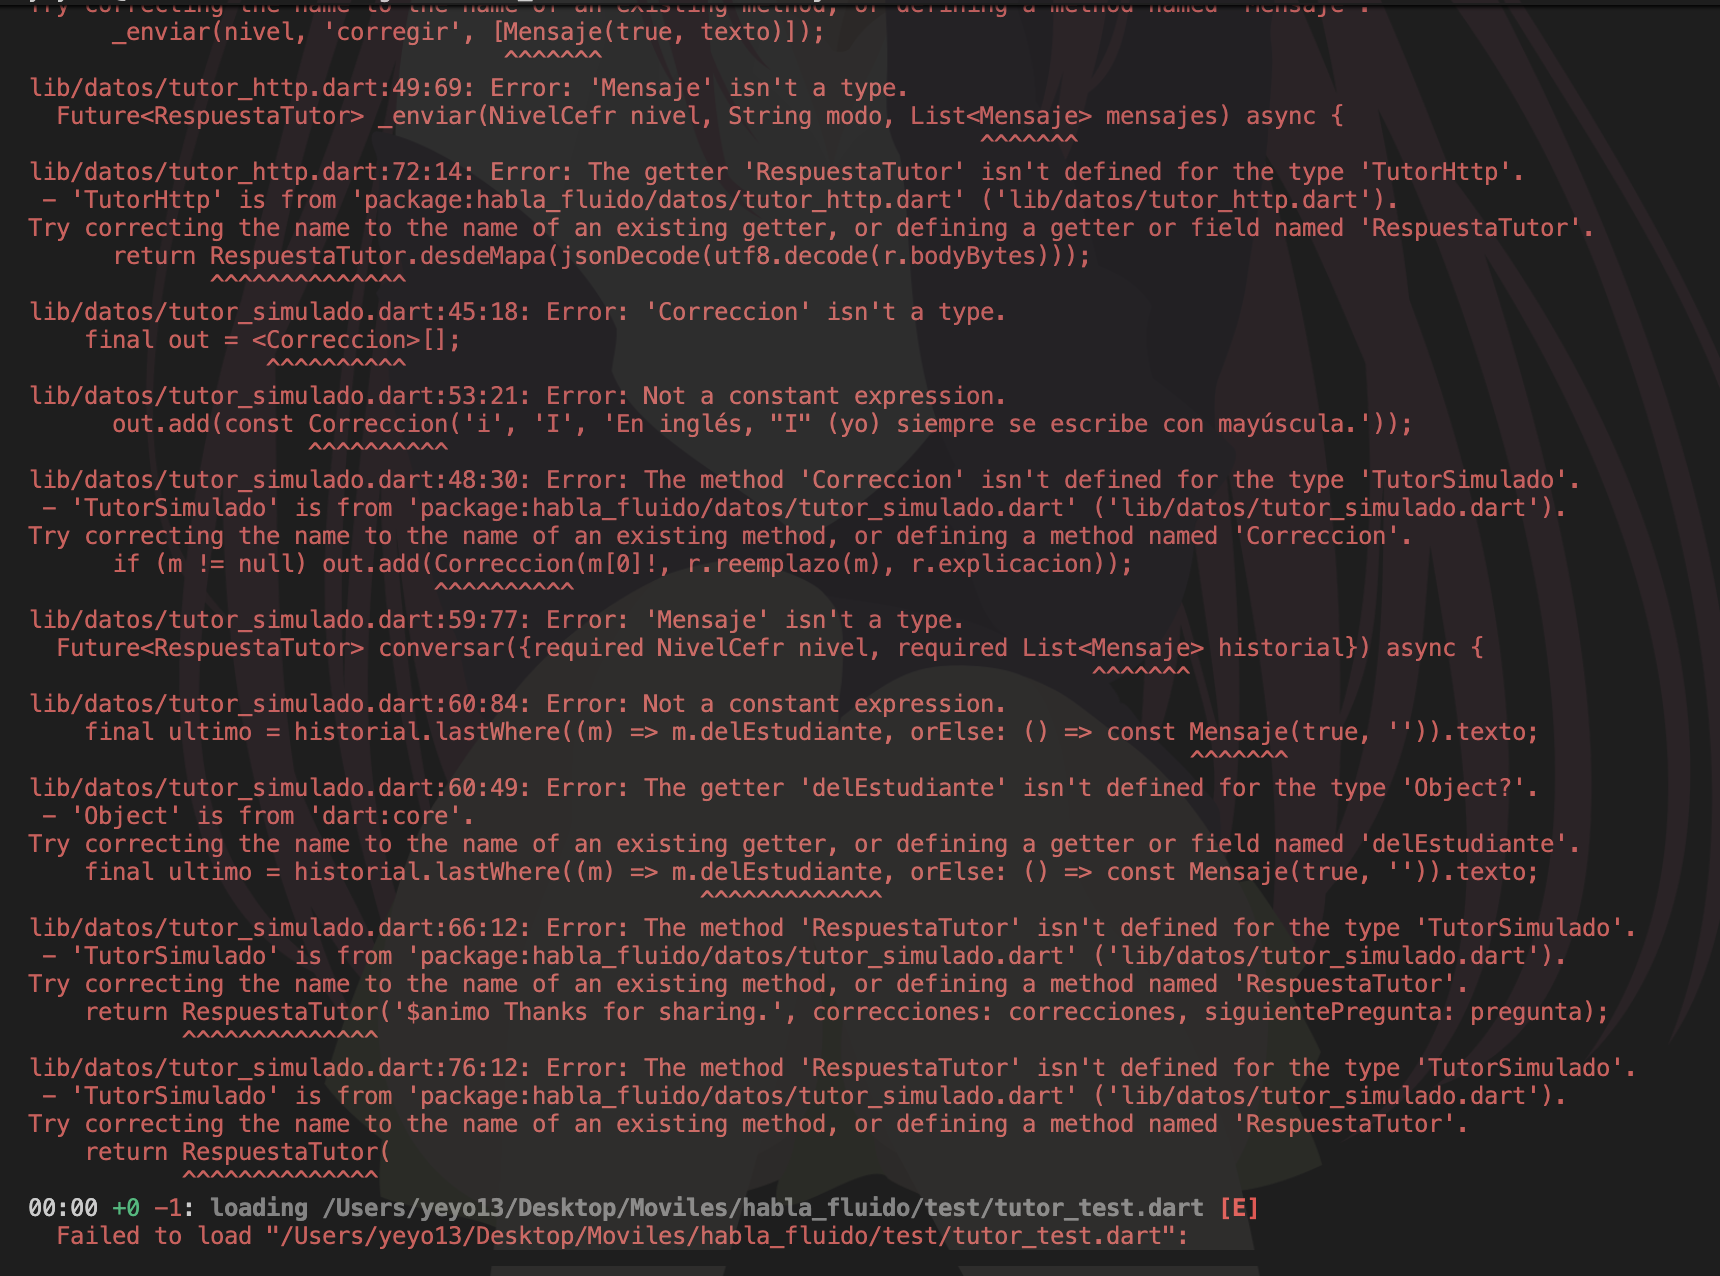 Try correcting the name to the name of an existing method, or defining a method named 'Mensaje'.
_enviar(nivel, 'corregir', [Mensaje(true, texto)]);
^^^^^^^
lib/datos/tutor_http.dart:49:69: Error: 'Mensaje' isn't a type.
Future<RespuestaTutor> _enviar(NivelCefr nivel, String modo, List<Mensaje> mensajes) async {
^^^^^^^
lib/datos/tutor_http.dart:72:14: Error: The getter 'RespuestaTutor' isn't defined for the type 'TutorHttp'.
- 'TutorHttp' is from 'package:habla_fluido/datos/tutor_http.dart' ('lib/datos/tutor_http.dart').
Try correcting the name to the name of an existing getter, or defining a getter or field named 'RespuestaTutor'.
return RespuestaTutor.desdeMapa(jsonDecode(utf8.decode(r.bodyBytes)));
^^^^^^^^^^^^^^
lib/datos/tutor_simulado.dart:45:18: Error: 'Correccion' isn't a type.
final out = <Correccion>[];
^^^^^^^^^^
lib/datos/tutor_simulado.dart:53:21: Error: Not a constant expression.
out.add(const Correccion('i', 'I', 'En inglés, "I" (yo) siempre se escribe con mayúscula.'));
^^^^^^^^^^
lib/datos/tutor_simulado.dart:48:30: Error: The method 'Correccion' isn't defined for the type 'TutorSimulado'.
- 'TutorSimulado' is from 'package:habla_fluido/datos/tutor_simulado.dart' ('lib/datos/tutor_simulado.dart').
Try correcting the name to the name of an existing method, or defining a method named 'Correccion'.
if (m != null) out.add(Correccion(m[0]!, r.reemplazo(m), r.explicacion));
^^^^^^^^^^
lib/datos/tutor_simulado.dart:59:77: Error: 'Mensaje' isn't a type.
Future<RespuestaTutor> conversar({required NivelCefr nivel, required List<Mensaje> historial}) async {
^^^^^^^
lib/datos/tutor_simulado.dart:60:84: Error: Not a constant expression.
final ultimo = historial.lastWhere((m) => m.delEstudiante, orElse: () => const Mensaje(true, '')).texto;
^^^^^^^
lib/datos/tutor_simulado.dart:60:49: Error: The getter 'delEstudiante' isn't defined for the type 'Object?'.
- 'Object' is from 'dart:core'.
Try correcting the name to the name of an existing getter, or defining a getter or field named 'delEstudiante'.
final ultimo = historial.lastWhere((m) => m.delEstudiante, orElse: () => const Mensaje(true, '')).texto;
^^^^^^^^^^^^^
lib/datos/tutor_simulado.dart:66:12: Error: The method 'RespuestaTutor' isn't defined for the type 'TutorSimulado'.
- 'TutorSimulado' is from 'package:habla_fluido/datos/tutor_simulado.dart' ('lib/datos/tutor_simulado.dart').
Try correcting the name to the name of an existing method, or defining a method named 'RespuestaTutor'.
return RespuestaTutor('$animo Thanks for sharing.', correcciones: correcciones, siguientePregunta: pregunta);
^^^^^^^^^^^^^^
lib/datos/tutor_simulado.dart:76:12: Error: The method 'RespuestaTutor' isn't defined for the type 'TutorSimulado'.
- 'TutorSimulado' is from 'package:habla_fluido/datos/tutor_simulado.dart' ('lib/datos/tutor_simulado.dart').
Try correcting the name to the name of an existing method, or defining a method named 'RespuestaTutor'.
return RespuestaTutor(
^^^^^^^^^^^^^^
00:00 +0 -1: loading /Users/yeyo13/Desktop/Moviles/habla_fluido/test/tutor_test.dart [E]
Failed to load "/Users/yeyo13/Desktop/Moviles/habla_fluido/test/tutor_test.dart":